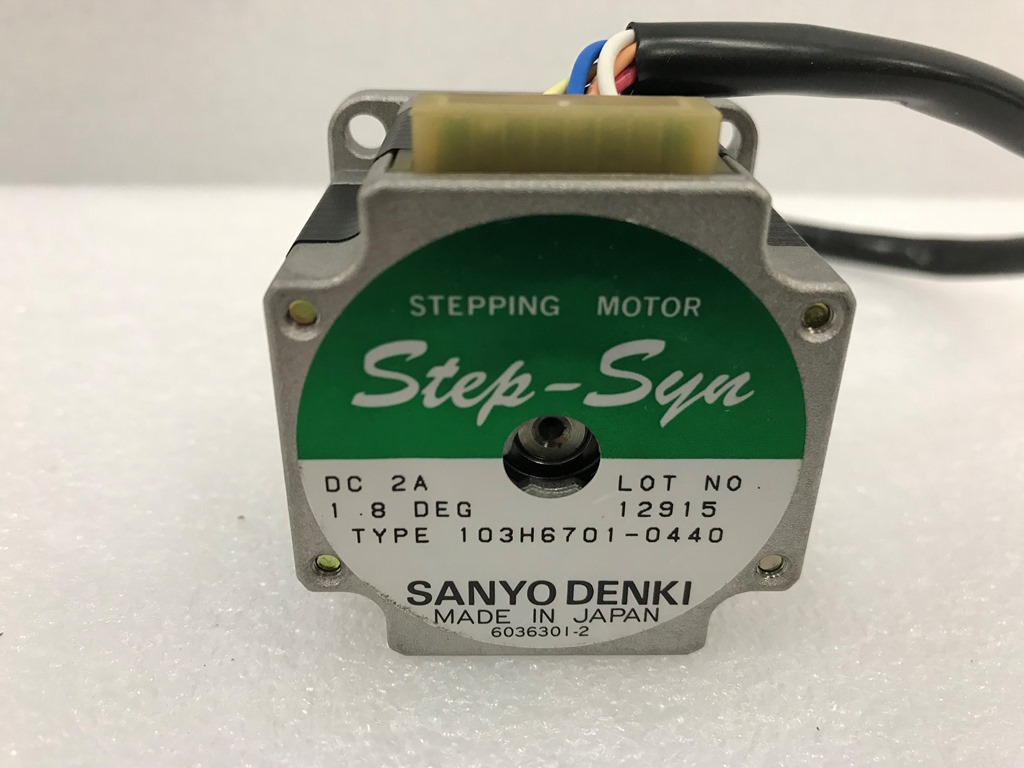 STEPPING MOTOR
Step-Syn
DC 2A LOT NO.
1.8 DEG 12915
TYPE 103H6701-0440
SANYO DENKI
MADE IN JAPAN
6036301-2